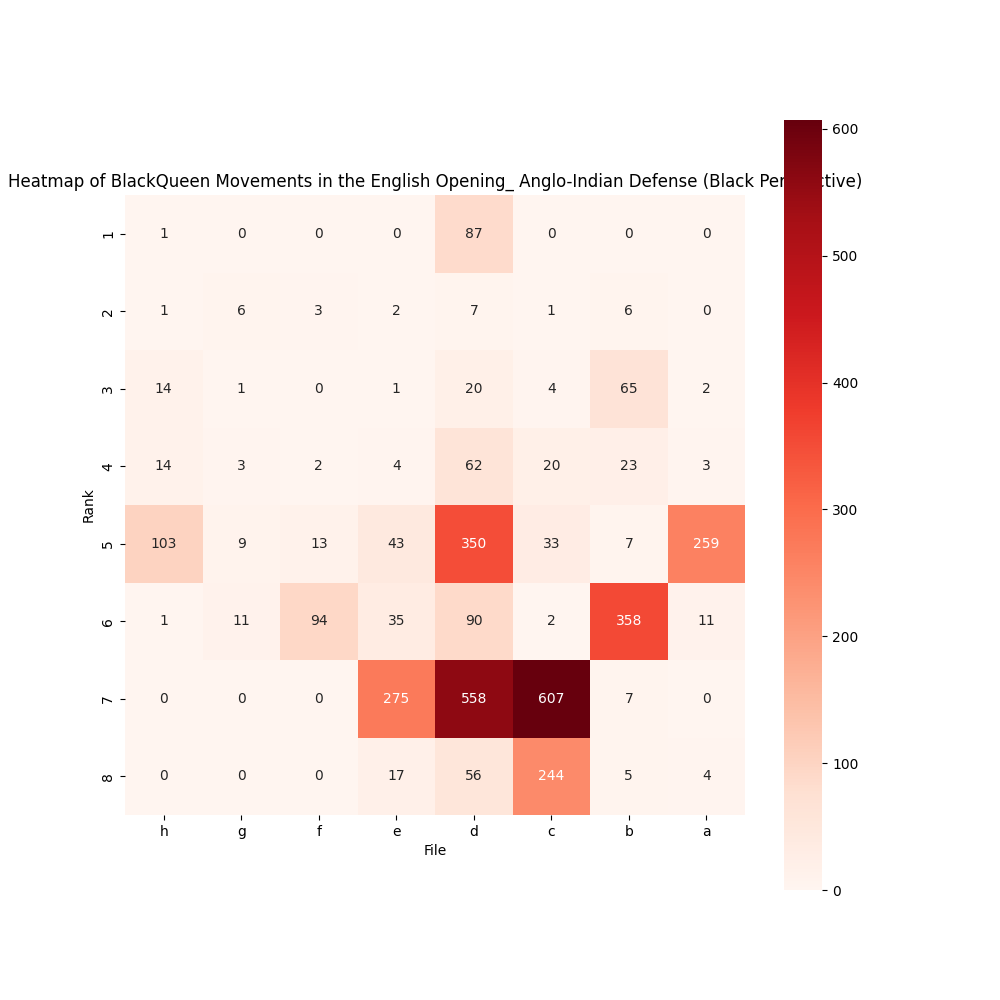 600
Heatmap of BlackQueen Movements in the English Opening_ Anglo-Indian Defense (Black Per ctive)
1 1 0 0 0 87 0 0 0
500
2 1 6 3 2 7 1 6 0
3 14 1 0 1 20 4 65 2
400
4 14 3 2 4 62 20 23 3
Rank
300
5 103 9 13 43 350 33 7 259
6 1 11 94 35 90 2 358 11
200
7 0 0 0 275 558 607 7 0
100
8 0 0 0 17 56 244 5 4
h g f e d c b a
File
0